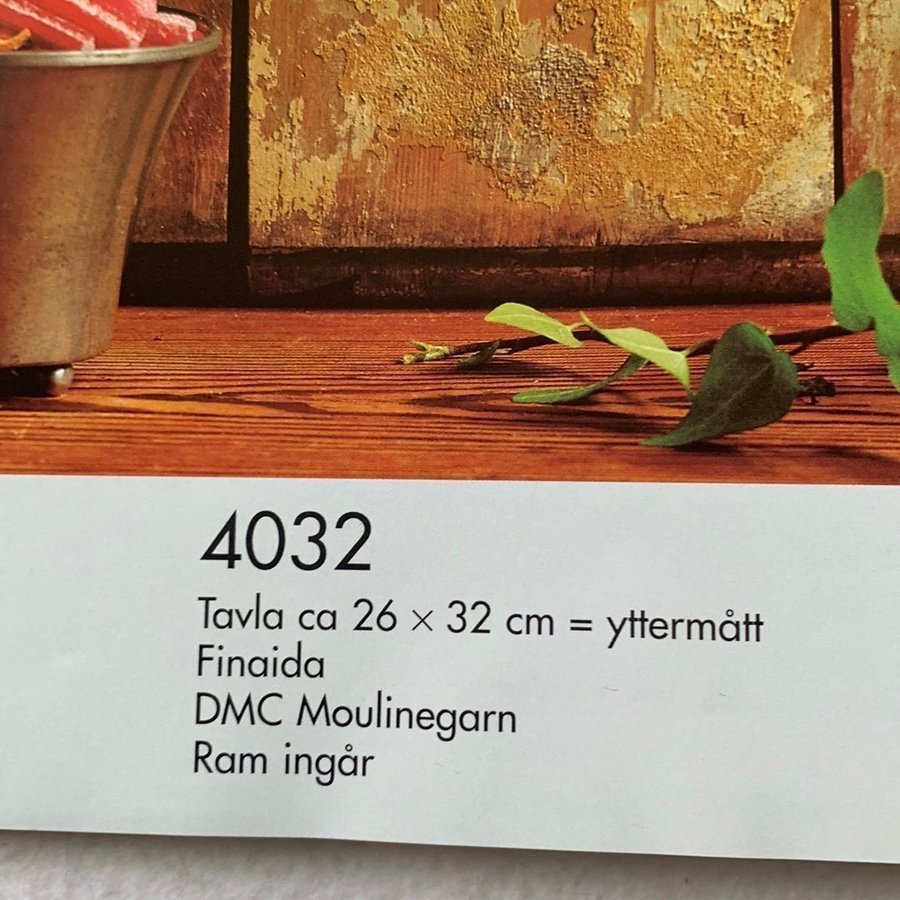 4032
Tavla ca 26 × 32 cm = yttermått
Finaida
DMC Moulinegarn
Ram ingår